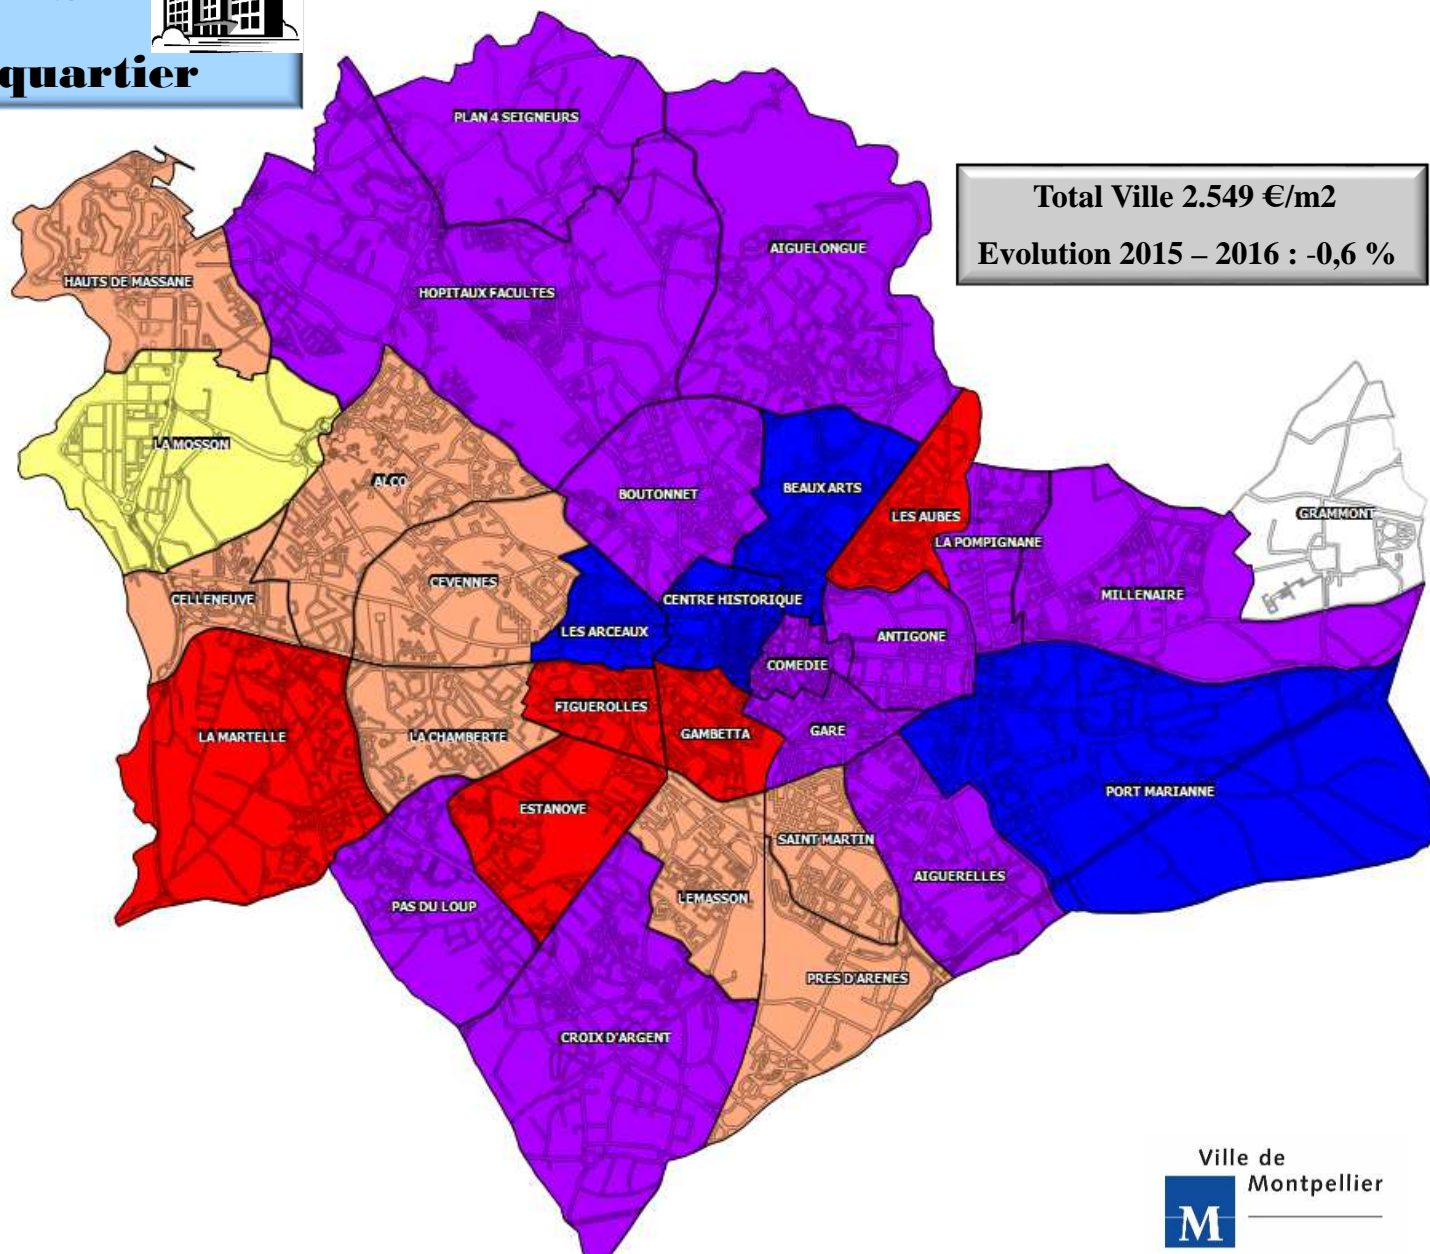 quartier
PLAN 4 SEIGNEURS
Total Ville 2.549 €/m2
Evolution 2015 – 2016 : -0,6 %
AIGUELONGUE
HAUTS DE MASSANE
HOPITAUX FACULTES
LA MOSSON
ALCO
BOUTONNET
BEAUX ARTS
LES AUBES
GRAMMONT
LA POMPIGNANE
CEVENNES
CELLENEUVE
CENTRE HISTORIQUE
MILLENAIRE
LES ARCEAUX
ANTIGONE
COMEDIE
FIGUEROLLES
LA MARTELLE
LA CHAMBERTE
GAMBETTA
GARE
PORT MARIANNE
ESTANOVE
SAINT MARTIN
AIGUERELLES
LEMASSON
PAS DU LOUP
PRES D'ARENES
CROIX D'ARGENT
Ville de
Montpellier
M